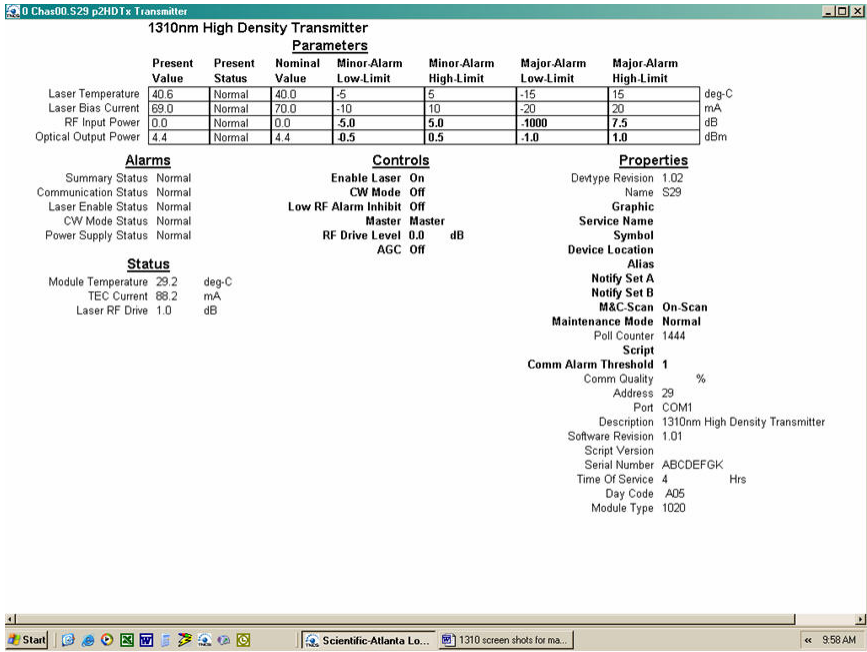 0 Chas00.S29 p2HDTx Transmitter
1310nm High Density Transmitter
Parameters
Present Value Present Status Nominal Value Minor-Alarm Low-Limit Minor-Alarm High-Limit Major-Alarm Low-Limit Major-Alarm High-Limit
Laser Temperature 40.6 Normal 40.0 -5 5 -15 15 deg-C
Laser Bias Current 69.0 Normal 70.0 -10 10 -20 20 mA
RF Input Power 0.0 Normal 0.0 -5.0 5.0 -1000 7.5 dB
Optical Output Power 4.4 Normal 4.4 -0.5 0.5 -1.0 1.0 dBm
Alarms
Summary Status Normal
Communication Status Normal
Laser Enable Status Normal
CW Mode Status Normal
Power Supply Status Normal
Status
Module Temperature 29.2 deg-C
TEC Current 88.2 mA
Laser RF Drive 1.0 dB
Controls
Enable Laser On
CW Mode Off
Low RF Alarm Inhibit Off
Master Master
RF Drive Level 0.0 dB
AGC Off
Properties
Devtype Revision 1.02
Name S29
Graphic
Service Name
Symbol
Device Location
Alias
Notify Set A
Notify Set B
M&C-Scan On-Scan
Maintenance Mode Normal
Poll Counter 1444
Script
Comm Alarm Threshold 1
Comm Quality %
Address 29
Port COM1
Description 1310nm High Density Transmitter
Software Revision 1.01
Script Version
Serial Number ABCDEFGK
Time Of Service 4 Hrs
Day Code A05
Module Type 1020
Start Scientific-Atlanta Lo... 1310 screen shots for ma... 9:58 AM